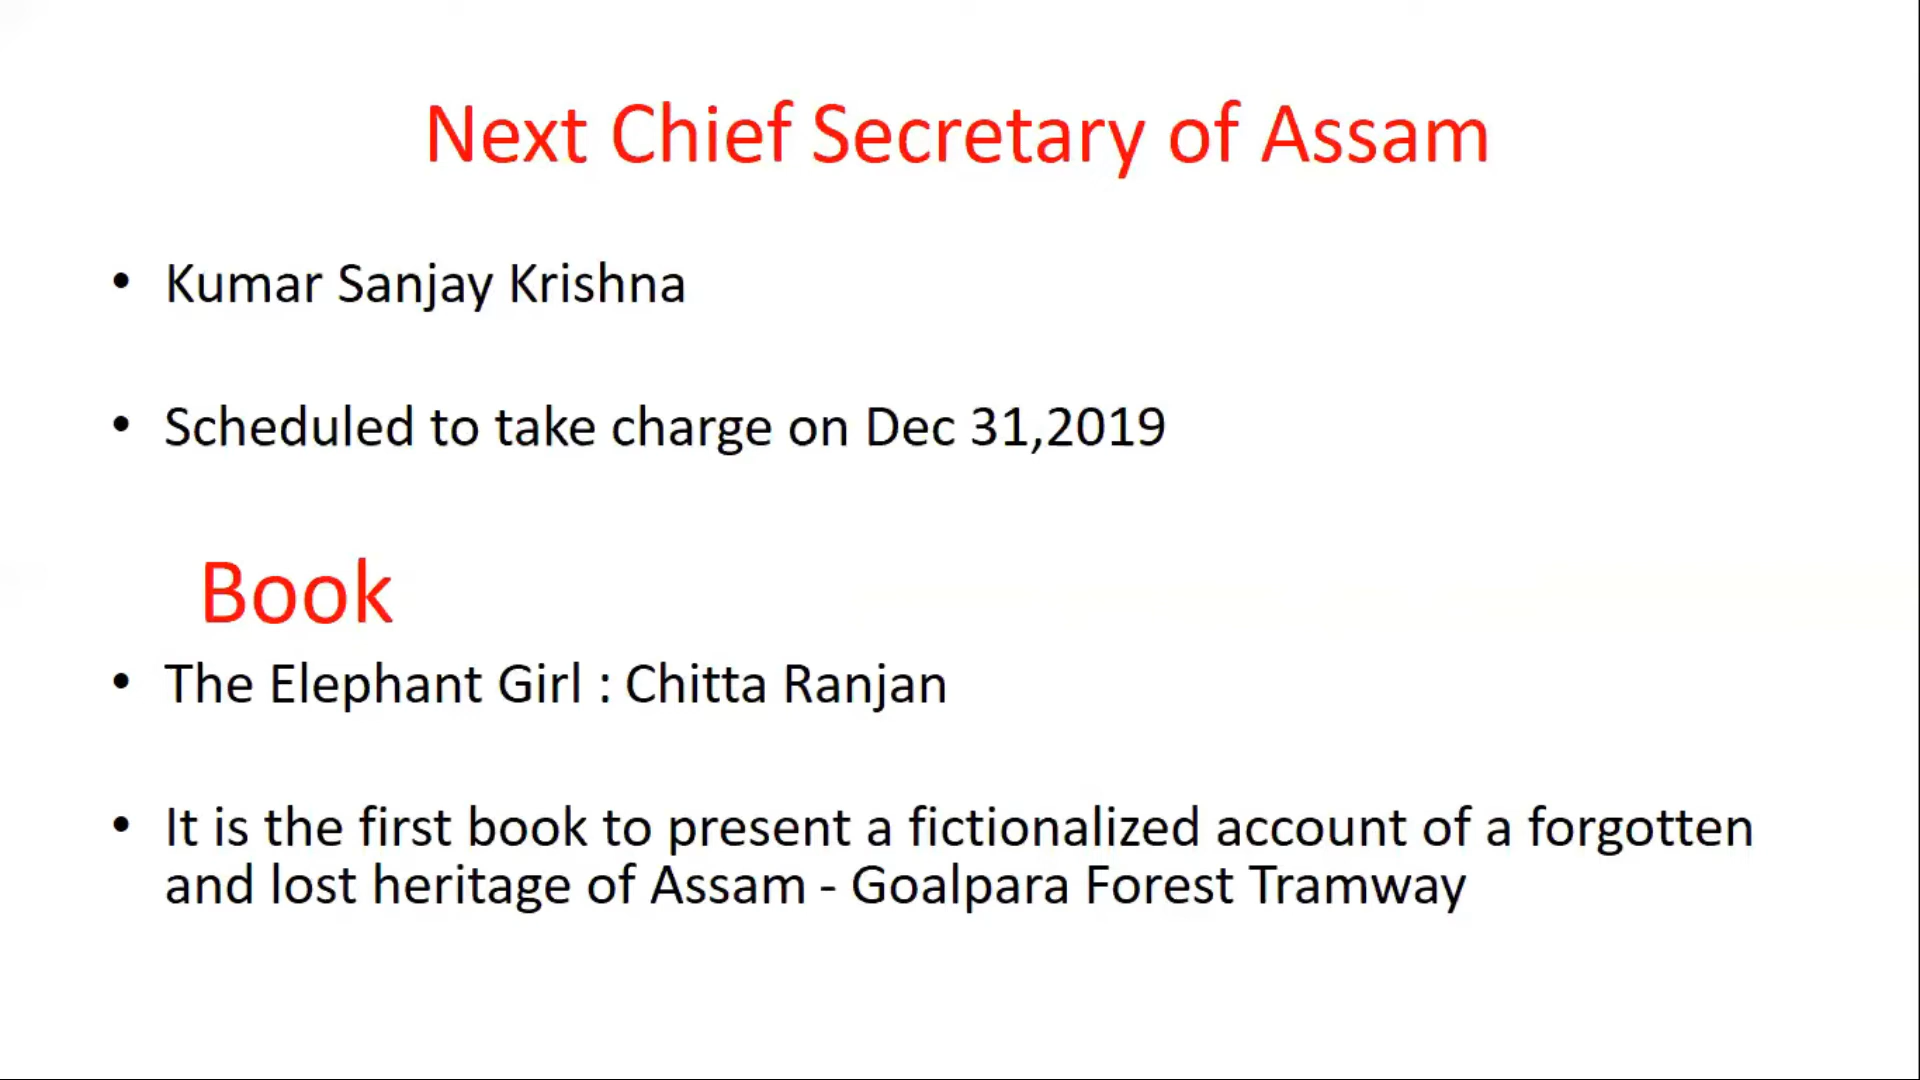 Next Chief Secretary of Assam
• Kumar Sanjay Krishna
• Scheduled to take charge on Dec 31,2019
Book
• The Elephant Girl : Chitta Ranjan
• It is the first book to present a fictionalized account of a forgotten
and lost heritage of Assam - Goalpara Forest Tramway